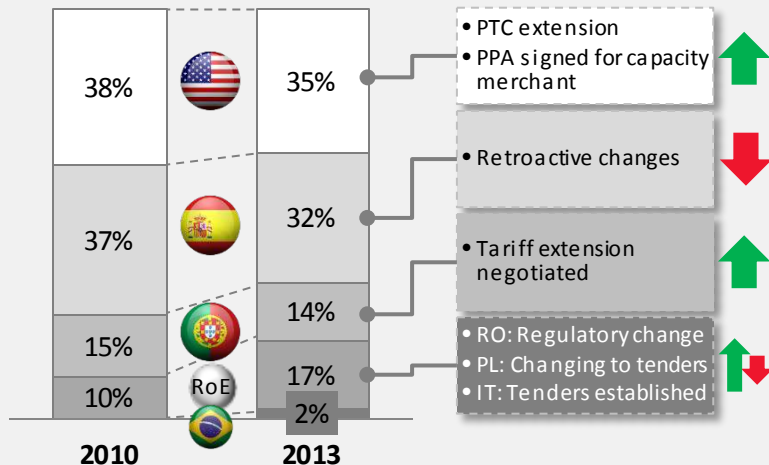 38%
35%
• PTC extension
• PPA signed for capacity
merchant
37%
32%
• Retroactive changes
15%
14%
• Tariff extension
negotiated
10%
RoE
17%
• RO: Regulatory change
• PL: Changing to tenders
• IT: Tenders established
2%
2010
2013